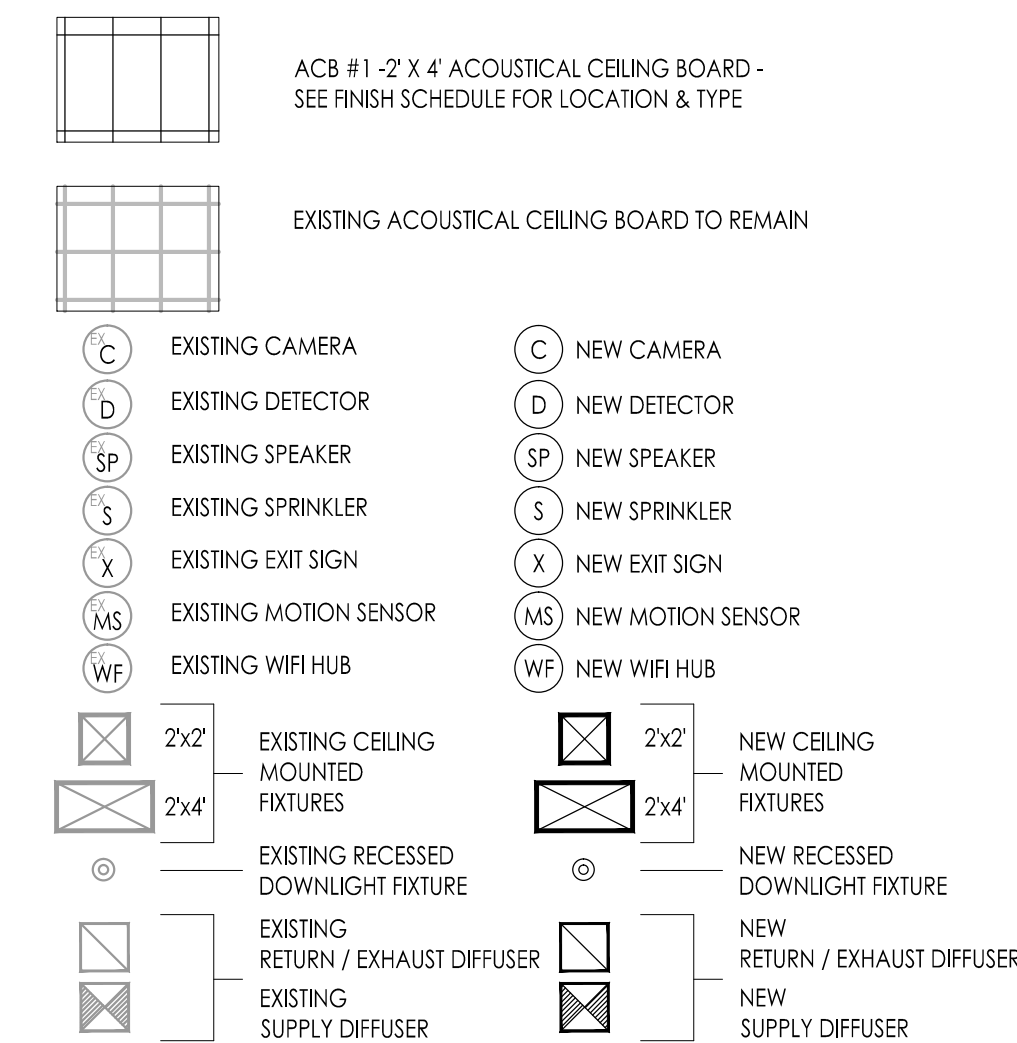 ACB #1 -2' X 4' ACOUSTICAL CEILING BOARD -
SEE FINISH SCHEDULE FOR LOCATION & TYPE
EXISTING ACOUSTICAL CEILING BOARD TO REMAIN
EX C EXISTING CAMERA
C NEW CAMERA
EX D EXISTING DETECTOR
D NEW DETECTOR
EX SP EXISTING SPEAKER
SP NEW SPEAKER
EX S EXISTING SPRINKLER
S NEW SPRINKLER
EX X EXISTING EXIT SIGN
X NEW EXIT SIGN
EX MS EXISTING MOTION SENSOR
MS NEW MOTION SENSOR
EX WF EXISTING WIFI HUB
WF NEW WIFI HUB
2'x2'
2'x4'
EXISTING CEILING
MOUNTED
FIXTURES
2'x2'
2'x4'
NEW CEILING
MOUNTED
FIXTURES
EXISTING RECESSED
DOWNLIGHT FIXTURE
NEW RECESSED
DOWNLIGHT FIXTURE
EXISTING
RETURN / EXHAUST DIFFUSER
EXISTING
SUPPLY DIFFUSER
NEW
RETURN / EXHAUST DIFFUSER
NEW
SUPPLY DIFFUSER